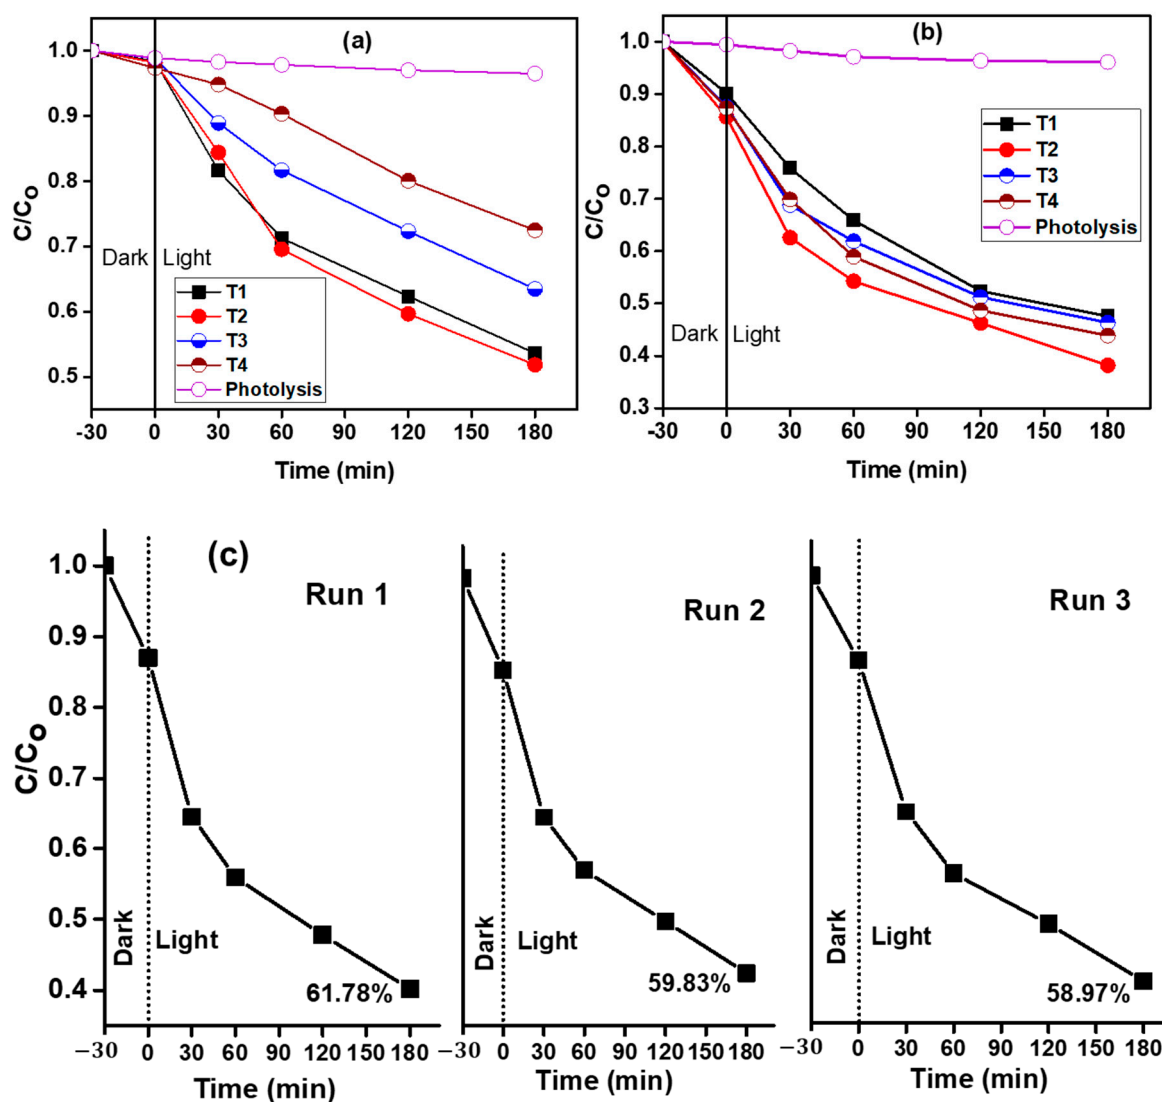 (a)
C/Co
1.0
0.9
0.8
0.7
0.6
0.5
Dark
Light
T1
T2
T3
T4
Photolysis
-30 0 30 60 90 120 150 180
Time (min)
(b)
C/Co
1.0
0.9
0.8
0.7
0.6
0.5
0.4
0.3
T1
T2
T3
T4
Photolysis
Dark
Light
-30 0 30 60 90 120 150 180
Time (min)
(c)
C/Co
1.0
0.9
0.8
0.7
0.6
0.5
0.4
Run 1
Dark
Light
61.78%
−30 0 30 60 90 120 150 180
Time (min)
Run 2
Dark
Light
59.83%
−30 0 30 60 90 120 150 180
Time (min)
Run 3
Dark
Light
58.97%
−30 0 30 60 90 120 150 180
Time (min)